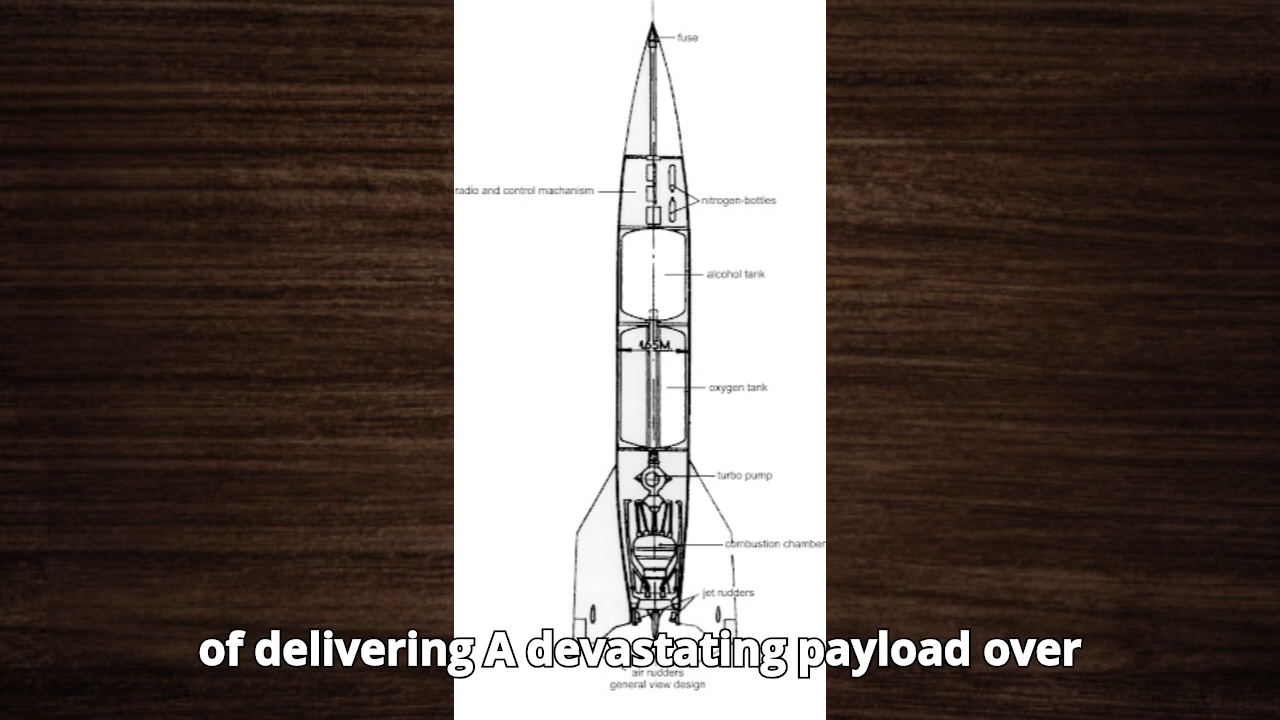 fuse
radio and control machanism
nitrogen-bottles
alcohol tank
1,65M.
oxygen tank
turbo pump
combustion chamber
jet rudders
of delivering A devastating payload over
air rudders
general view design